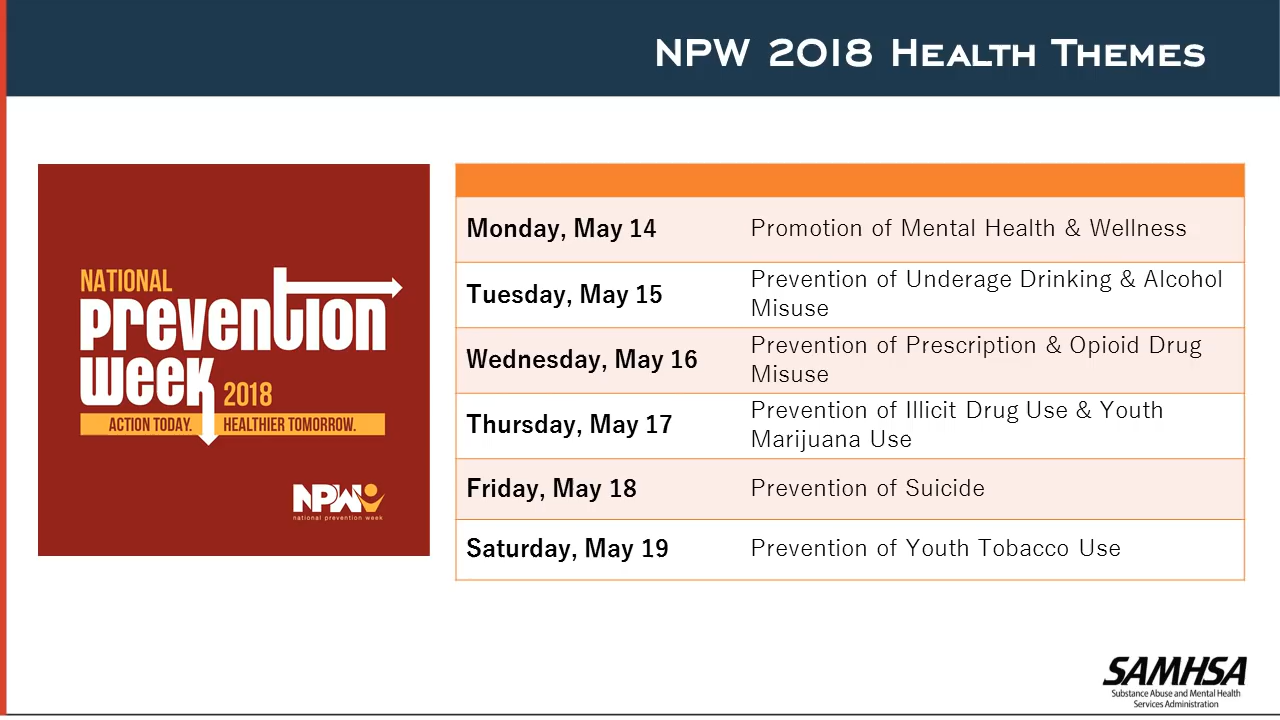 NPW 2018 Health Themes
NATIONAL
prevention
week 2018
ACTION TODAY. HEALTHIER TOMORROW.
NPW
national prevention week
Monday, May 14 Promotion of Mental Health & Wellness
Tuesday, May 15 Prevention of Underage Drinking & Alcohol
Misuse
Wednesday, May 16 Prevention of Prescription & Opioid Drug
Misuse
Thursday, May 17 Prevention of Illicit Drug Use & Youth
Marijuana Use
Friday, May 18 Prevention of Suicide
Saturday, May 19 Prevention of Youth Tobacco Use
SAMHSA
Substance Abuse and Mental Health
Services Administration